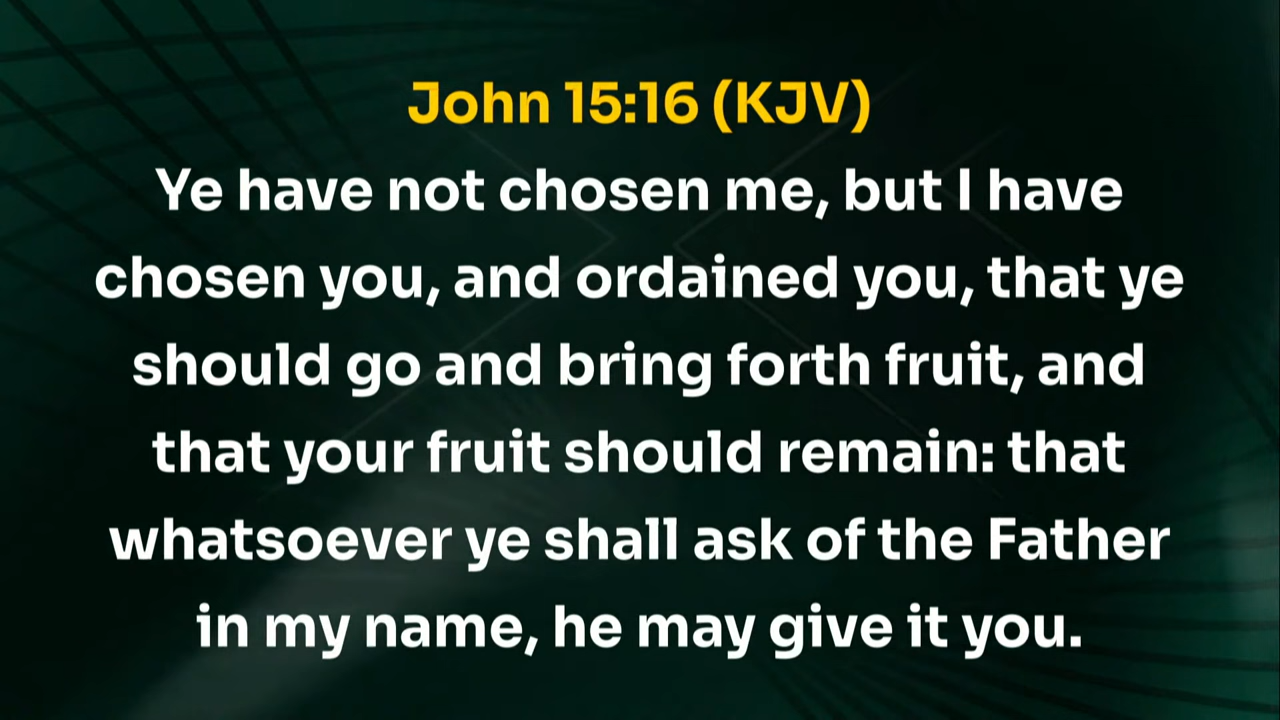 John 15:16 (KJV)
Ye have not chosen me, but I have
chosen you, and ordained you, that ye
should go and bring forth fruit, and
that your fruit should remain: that
whatsoever ye shall ask of the Father
in my name, he may give it you.